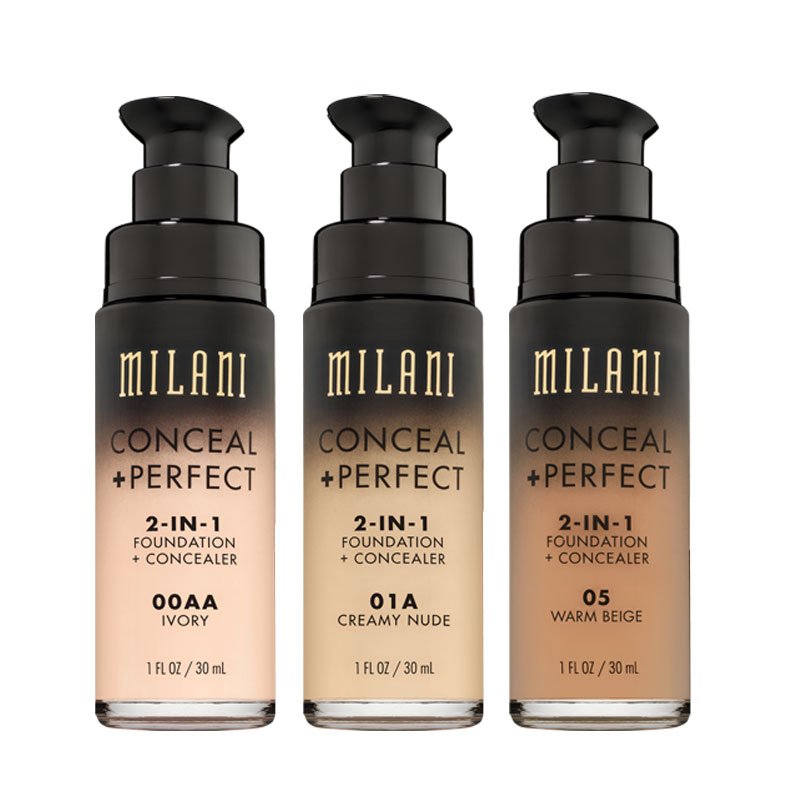 MILANI
CONCEAL
+PERFECT
2-IN-1
FOUNDATION
+ CONCEALER
00AA
IVORY
1 FL OZ / 30 mL
MILANI
CONCEAL
+PERFECT
2-IN-1
FOUNDATION
+ CONCEALER
01A
CREAMY NUDE
1 FL OZ / 30 mL
MILANI
CONCEAL
+PERFECT
2-IN-1
FOUNDATION
+ CONCEALER
05
WARM BEIGE
1 FL OZ / 30 mL